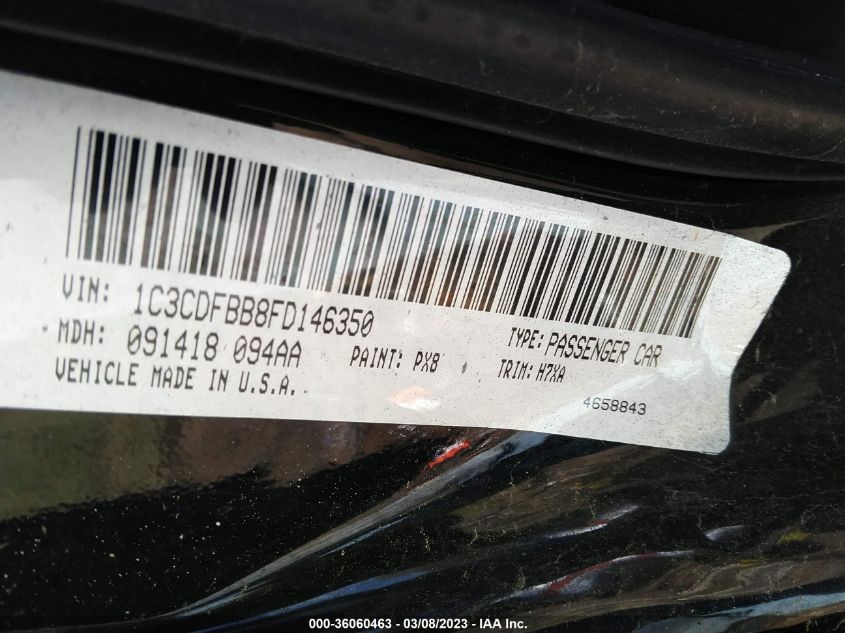 VIN: 1C3CDFBB8FD146350
TYPE: PASSENGER CAR
MDH: 091418 094AA
PAINT: PX8
TRIM: H7XA
VEHICLE MADE IN U.S.A.
4658843
000-36060463 - 03/08/2023 - IAA Inc.